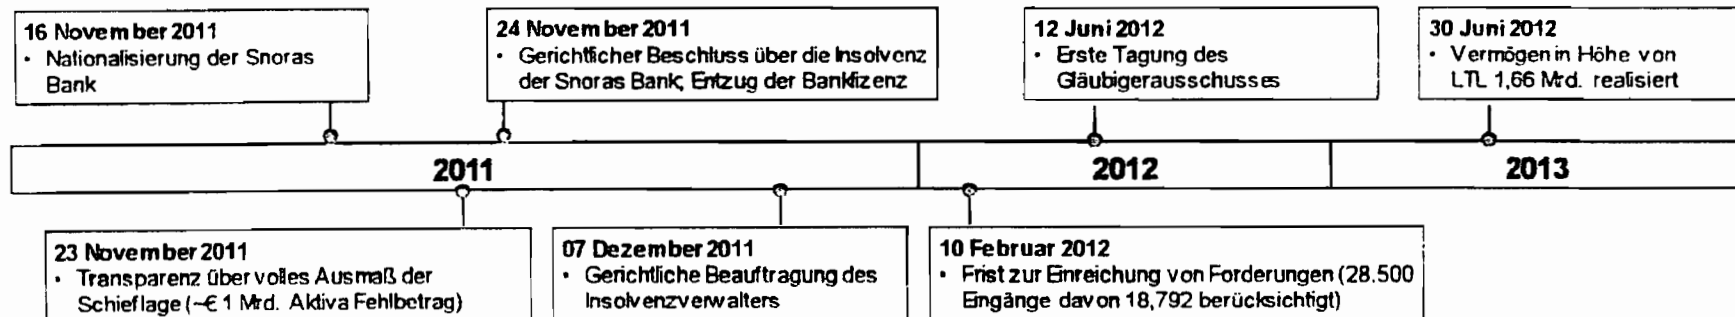 16 November 2011
• Nationalisierung der Snoras
Bank
24 November 2011
• Gerichtlicher Beschluss über die Insolvenz
der Snoras Bank, Entzug der Banklizenz
12 Juni 2012
• Erste Tagung des
Gläubigerausschusses
30 Juni 2012
• Vermögen in Höhe von
LTL 1,66 Mrd. realisiert
2011
2012
2013
23 November 2011
• Transparenz über volles Ausmaß der
Schieflage (~€ 1 Mrd. Aktiva Fehlbetrag)
07 Dezember 2011
• Gerichtliche Beauftragung des
Insolvenzverwalters
10 Februar 2012
• Frist zur Einreichung von Forderungen (28.500
Eingänge davon 18,792 berücksichtigt)